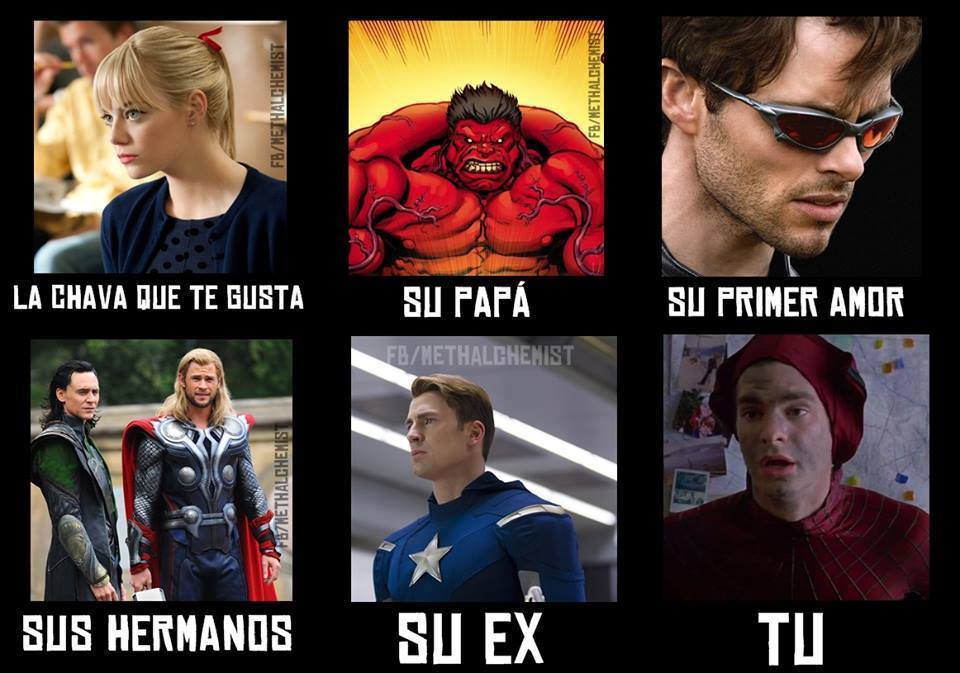 FB/METHALCHEMIST
FB/METHALCHEMIST
LA CHAVA QUE TE GUSTA
SU PAPÁ
SU PRIMER AMOR
FB/METHALCHEMIST
FB/METHALCHEMIST
SUS HERMANOS
SU EX
TU